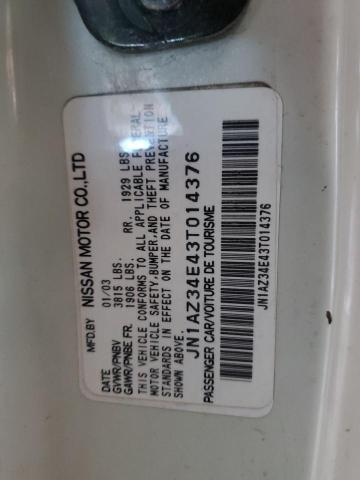 MFD.BY NISSAN MOTOR CO.,LTD
DATE 01/03
GVWR/PNBV 3815 LBS.
GAWR/PNBE FR. 1906 LBS. RR. 1929 LBS.
THIS VEHICLE CONFORMS TO ALL APPLICABLE FEDERAL
MOTOR VEHICLE SAFETY,BUMPER,AND THEFT PREVENTION
STANDARDS IN EFFECT ON THE DATE OF MANUFACTURE
SHOWN ABOVE.
JN1AZ34E43T014376
PASSENGER CAR/VOITURE DE TOURISME
JN1AZ34E43T014376